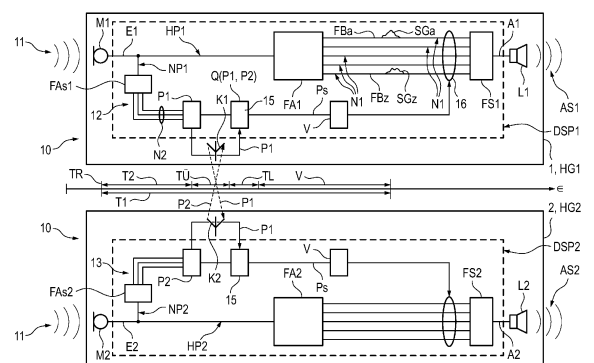 M1
E1
HP1
FBa
SGa
A1
11
NP1
Q(P1, P2)
FAs1
P1
K1
15
Ps
FA1
N1
FBz
SGz
N1
16
FS1
L1
AS1
12
N2
V
DSP1
10
P1
1, HG1
TR
T2
TÜ
TL
V
∈
T1
P2
P1
2, HG2
10
P1
V
DSP2
13
K2
FA2
FS2
L2
AS2
FAs2
P2
15
Ps
NP2
11
M2
E2
HP2
A2